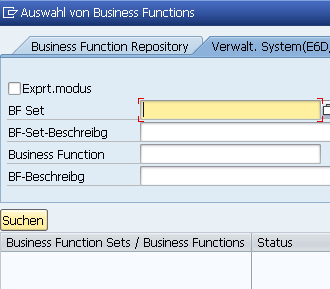 Auswahl von Business Functions
Business Function Repository Verwalt. System(E6D,
Exprt.modus
BF Set
BF-Set-Beschreibg
Business Function
BF-Beschreibg
Suchen
Business Function Sets / Business Functions Status